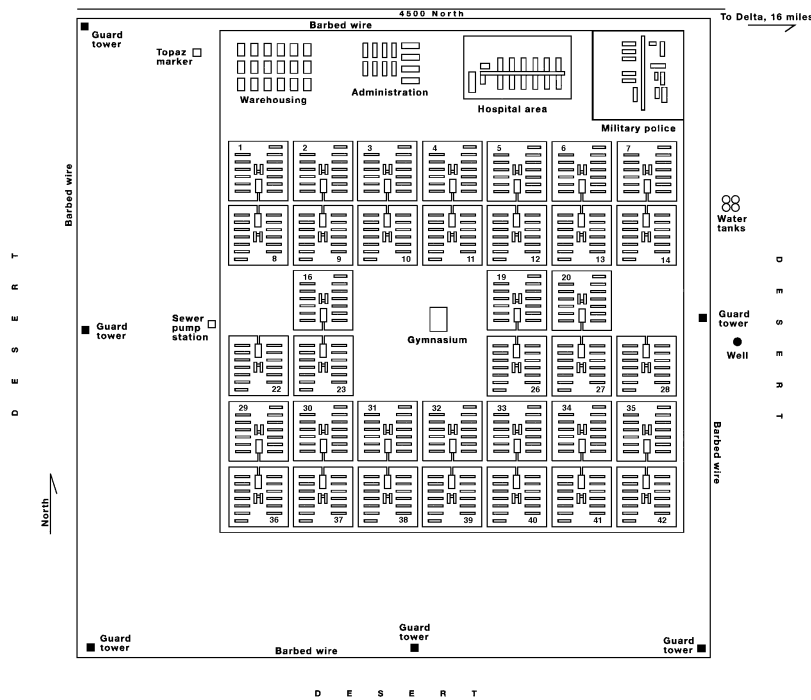 4500 North
To Delta, 16 miles
Barbed wire
Guard
tower
Topaz
marker
Warehousing
Administration
Hospital area
Military police
1 2 3 4 5 6 7
Barbed wire
Water
tanks
8 9 10 11 12 13 14
DESERT
DESERT
16 19 20
Sewer
pump
station
Guard
tower
Gymnasium
Guard
tower
Well
22 23 26 27 28
29 30 31 32 33 34 35
Barbed wire
North
36 37 38 39 40 41 42
Guard
tower
Barbed wire
Guard
tower
Guard
tower
DESERT